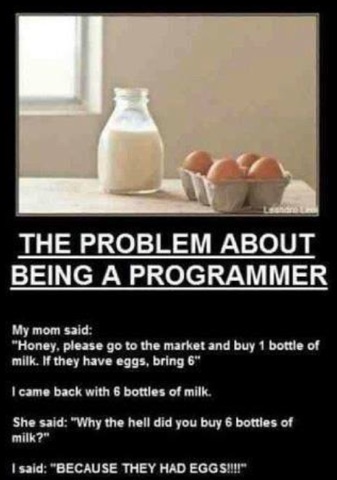 Leandro
THE PROBLEM ABOUT
BEING A PROGRAMMER
My mom said:
"Honey, please go to the market and buy 1 bottle of
milk. If they have eggs, bring 6"
I came back with 6 bottles of milk.
She said: "Why the hell did you buy 6 bottles of
milk?"
I said: "BECAUSE THEY HAD EGGS!!!!"